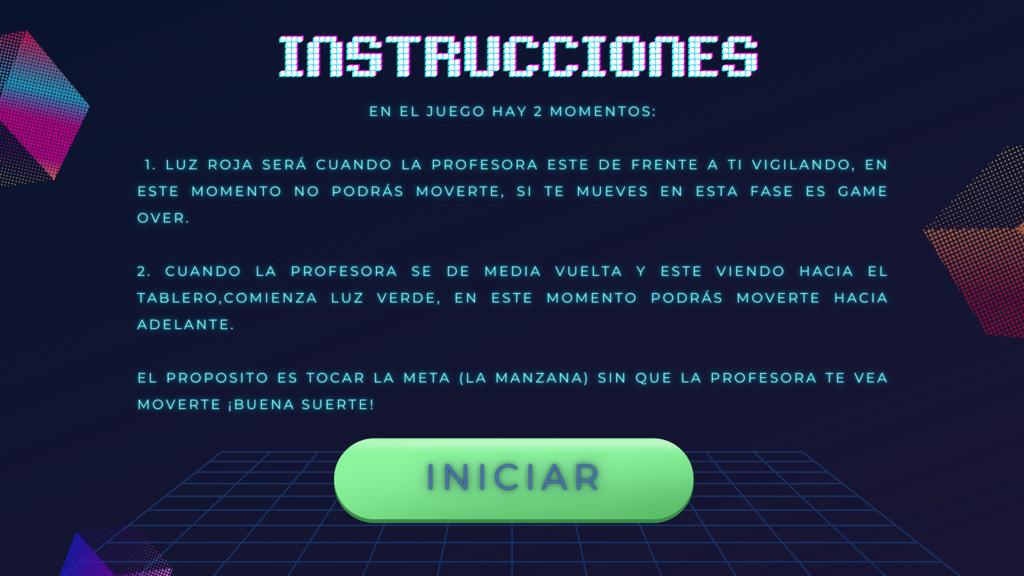 INSTRUCCIONES
EN EL JUEGO HAY 2 MOMENTOS:
1. LUZ ROJA SERÁ CUANDO LA PROFESORA ESTE DE FRENTE A TI VIGILANDO, EN
ESTE MOMENTO NO PODRÁS MOVERTE, SI TE MUEVES EN ESTA FASE ES GAME
OVER.
2. CUANDO LA PROFESORA SE DE MEDIA VUELTA Y ESTE VIENDO HACIA EL
TABLERO,COMIENZA LUZ VERDE, EN ESTE MOMENTO PODRÁS MOVERTE HACIA
ADELANTE.
EL PROPOSITO ES TOCAR LA META (LA MANZANA) SIN QUE LA PROFESORA TE VEA
MOVERTE ¡BUENA SUERTE!
INICIAR